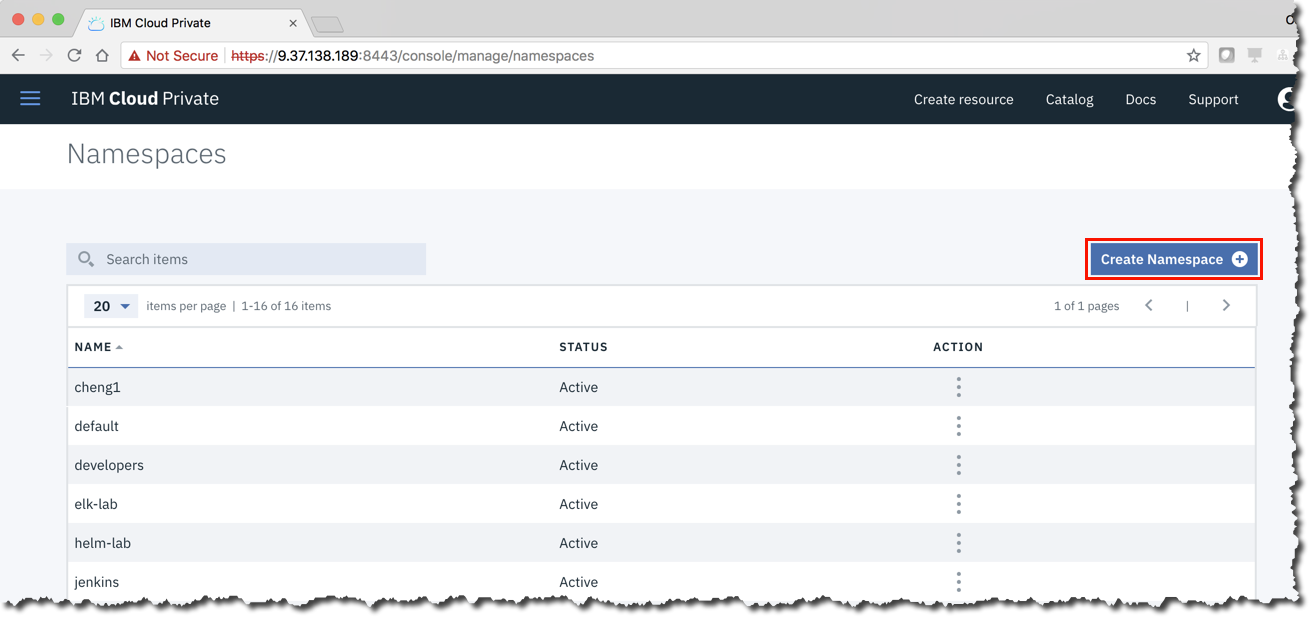 IBM Cloud Private
Not Secure | https://9.37.138.189:8443/console/manage/namespaces
IBM Cloud Private Create resource Catalog Docs Support
Namespaces
Search items Create Namespace
20 items per page | 1-16 of 16 items 1 of 1 pages |
NAME STATUS ACTION
cheng1 Active
default Active
developers Active
elk-lab Active
helm-lab Active
jenkins Active